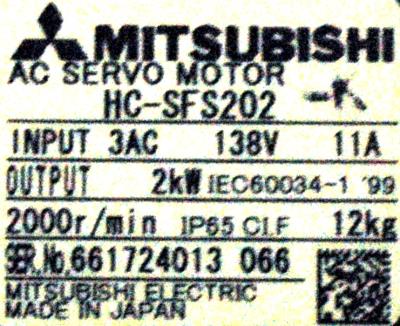 MITSUBISHI
AC SERVO MOTOR
HC-SFS202 -K
INPUT 3AC 138V 11A
OUTPUT 2kW IEC60034-1 '99
2000r/min IP65 Cl.F 12kg
SER.No.661724013 066
MITSUBISHI ELECTRIC
MADE IN JAPAN